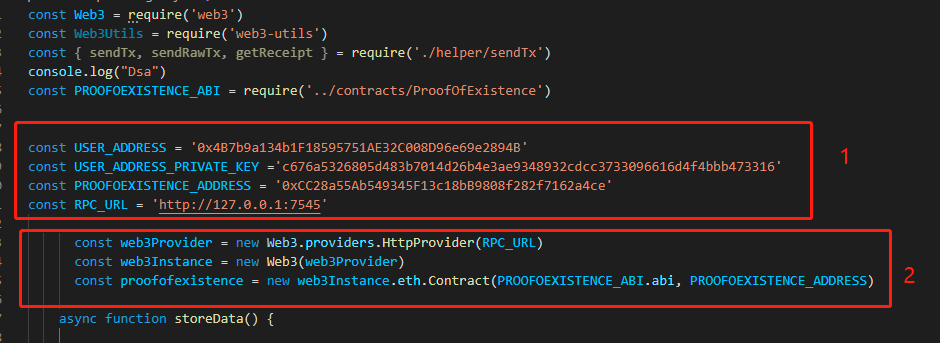 const Web3 = require('web3')
const Web3Utils = require('web3-utils')
const { sendTx, sendRawTx, getReceipt } = require('./helper/sendTx')
console.log("Dsa")
const PROOFOEXISTENCE_ABI = require('../contracts/ProofOfExistence')
const USER_ADDRESS = '0x4B7b9a134b1F18595751AE32C008D96e69e2894B'
const USER_ADDRESS_PRIVATE_KEY ='c676a5326805d483b7014d26b4e3ae9348932cdcc3733096616d4f4bbb473316'
const PROOFOEXISTENCE_ADDRESS = '0xCC28a55Ab549345F13c18bB9808f282f7162a4ce'
const RPC_URL = 'http://127.0.0.1:7545'
1
const web3Provider = new Web3.providers.HttpProvider(RPC_URL)
const web3Instance = new Web3(web3Provider)
const proofofexistence = new web3Instance.eth.Contract(PROOFOEXISTENCE_ABI.abi, PROOFOEXISTENCE_ADDRESS)
2
async function storeData() {